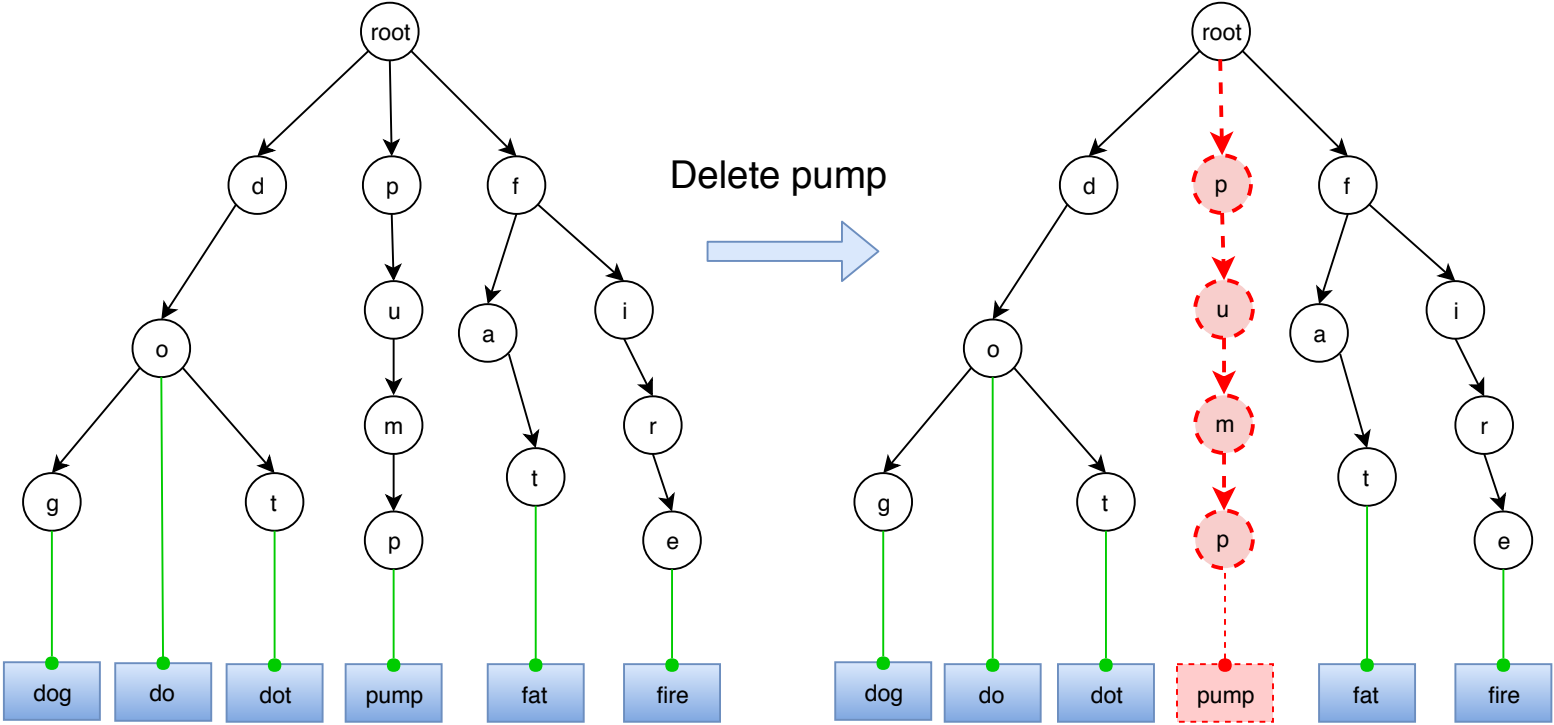 root
d
p
f
o
u
a
i
g
t
m
t
r
p
e
dog
do
dot
pump
fat
fire
Delete pump
root
d
p
f
o
u
a
i
g
t
m
t
r
p
e
dog
do
dot
pump
fat
fire